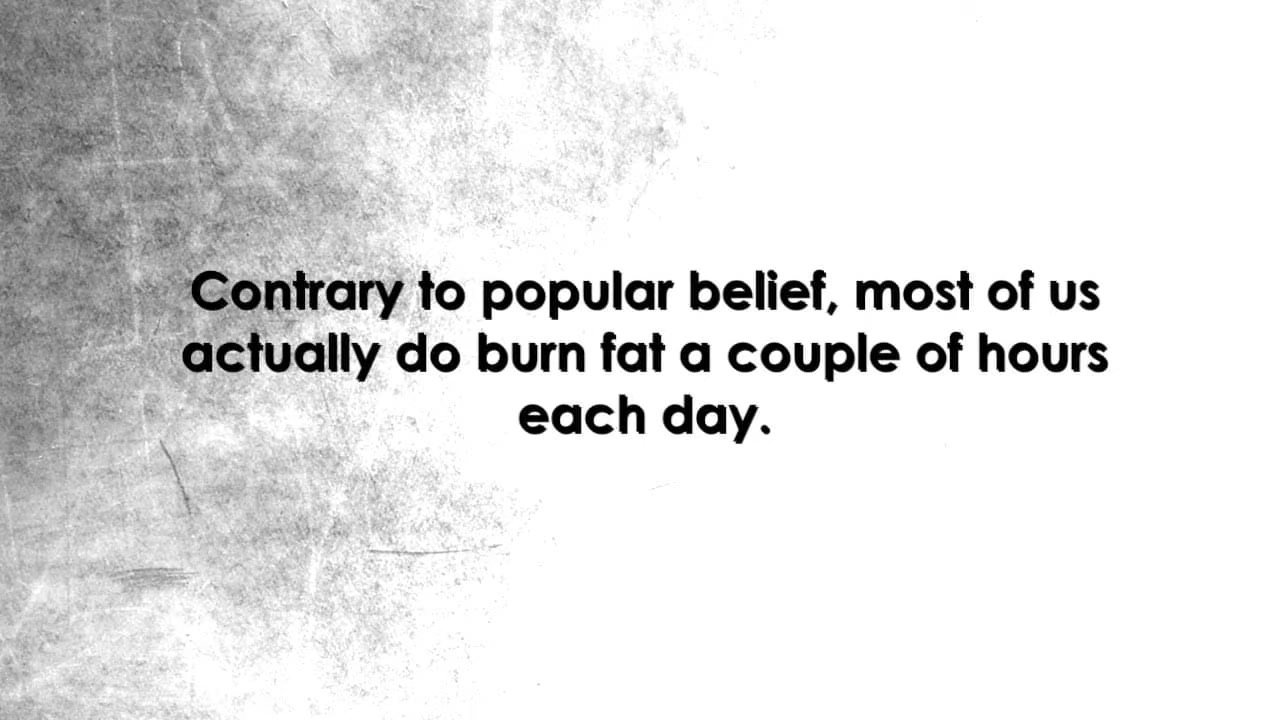 Contrary to popular belief, most of us
actually do burn fat a couple of hours
each day.